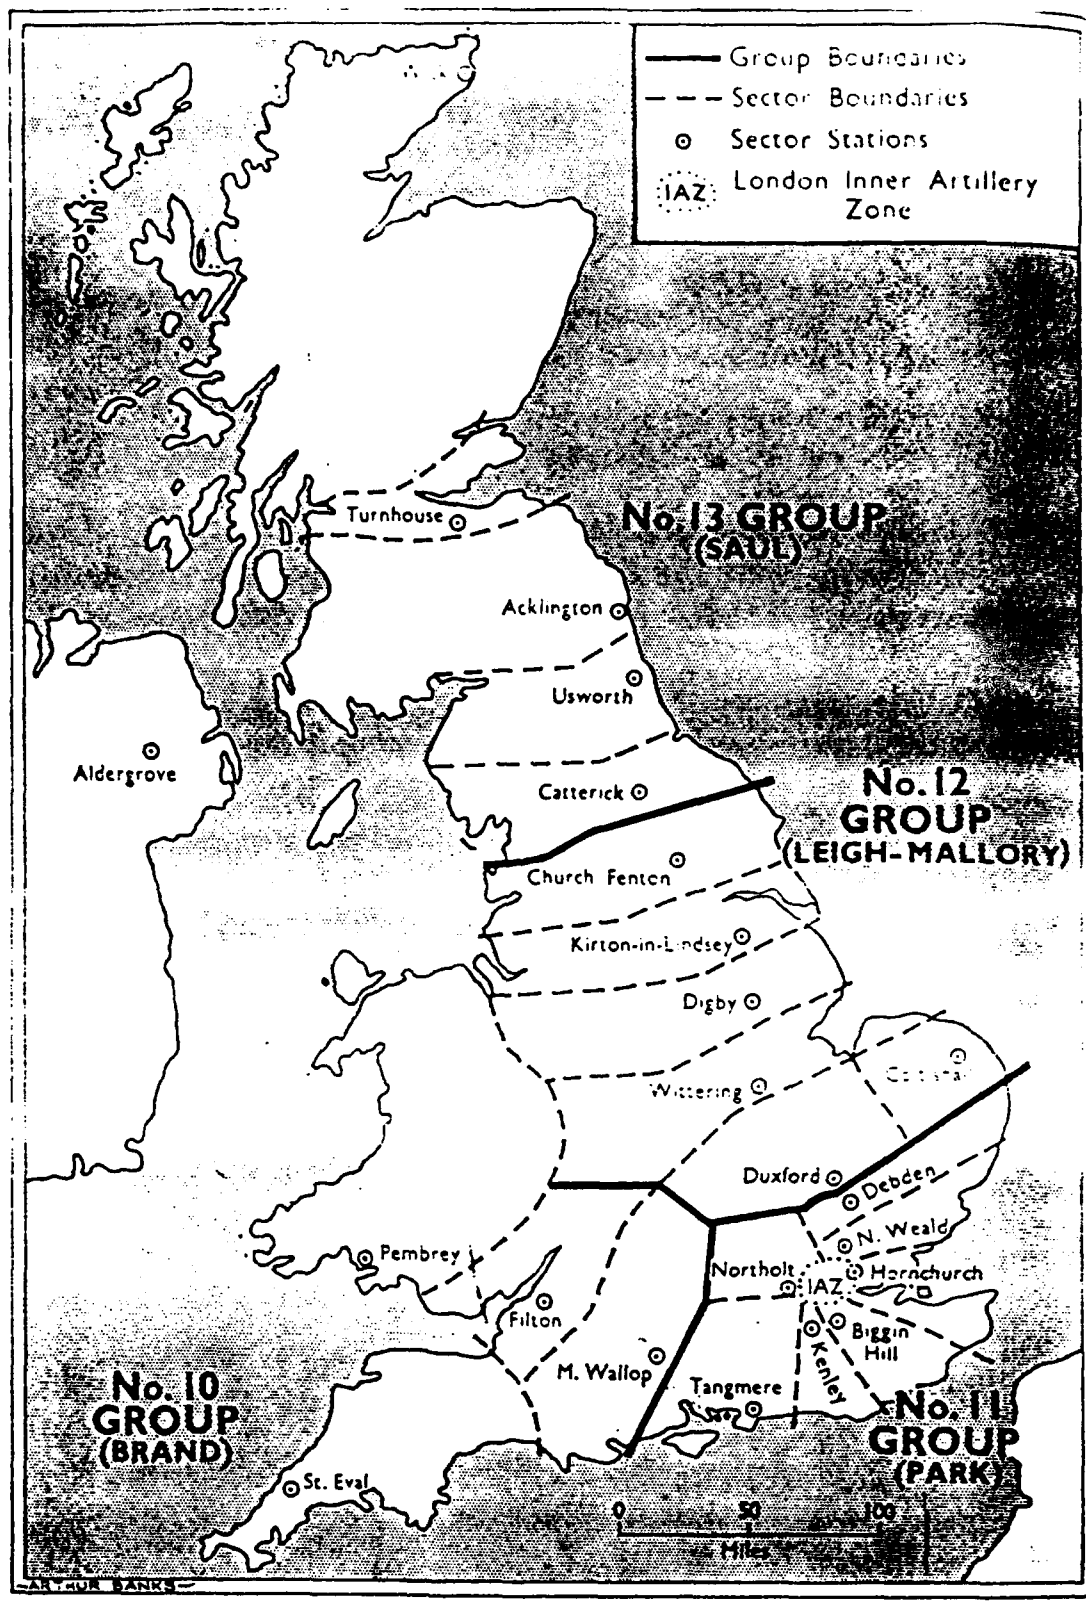 Group Boundaries
Sector Boundaries
Sector Stations
IAZ
London Inner Artillery
Zone
Turnhouse
No. 13 GROUP
(SAUL)
Acklington
Usworth
Aldergrove
Catterick
No. 12
GROUP
(LEIGH-MALLORY)
Church Fenton
Kirton-in-Lindsey
Digby
Wittering
Duxford
Debden
N. Weald
Pembrey
Northolt
IAZ
Hornchurch
Filton
Biggin
Hill
Kenley
M. Wallop
Tangmere
No. 10
GROUP
(BRAND)
No. 11
GROUP
(PARK)
St. Eval
0 50 100
Miles
ARTHUR BANKS